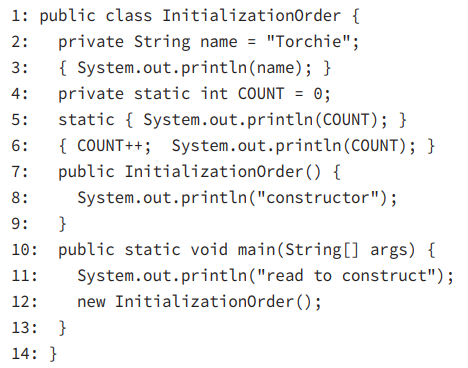 1: public class InitializationOrder {
2:   private String name = "Torchie";
3:   { System.out.println(name); }
4:   private static int COUNT = 0;
5:   static { System.out.println(COUNT); }
6:   { COUNT++;  System.out.println(COUNT); }
7:   public InitializationOrder() {
8:     System.out.println("constructor");
9:   }
10:  public static void main(String[] args) {
11:    System.out.println("read to construct");
12:    new InitializationOrder();
13:  }
14: }